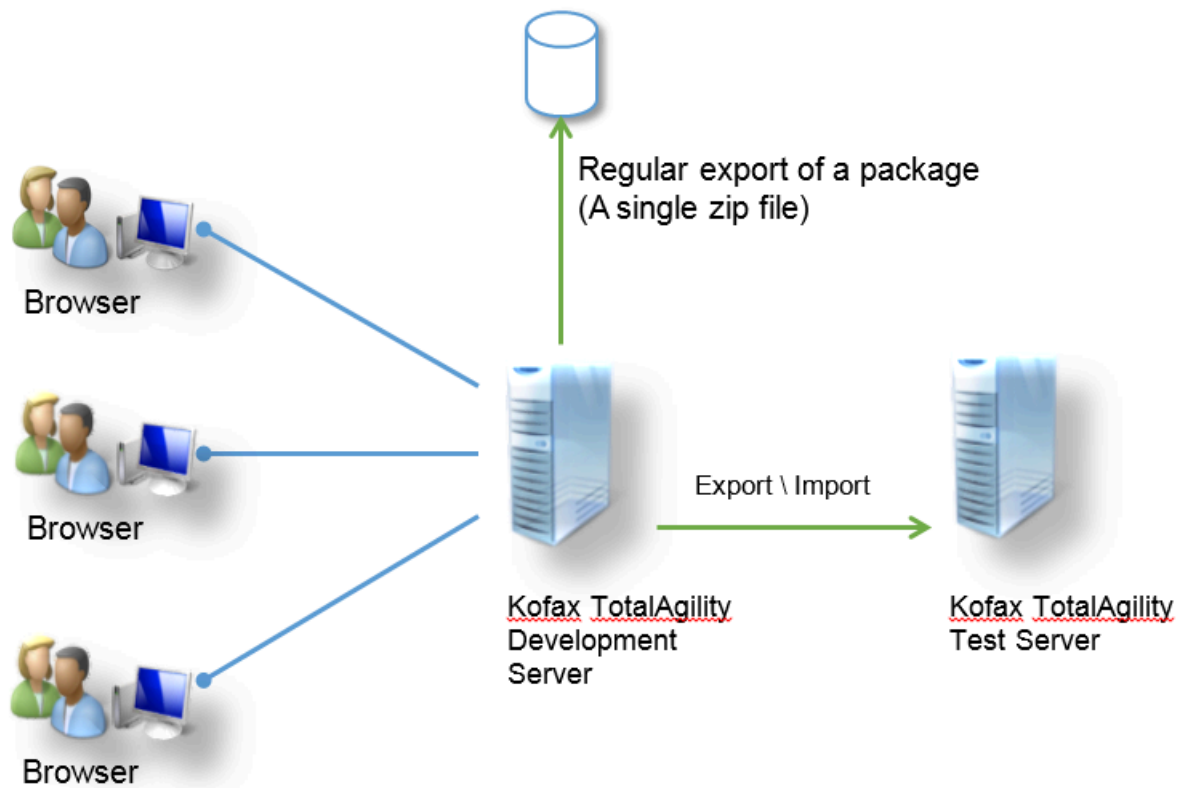 Regular export of a package
(A single zip file)
Browser
Browser
Export \ Import
Kofax TotalAgility
Development
Server
Kofax TotalAgility
Test Server
Browser